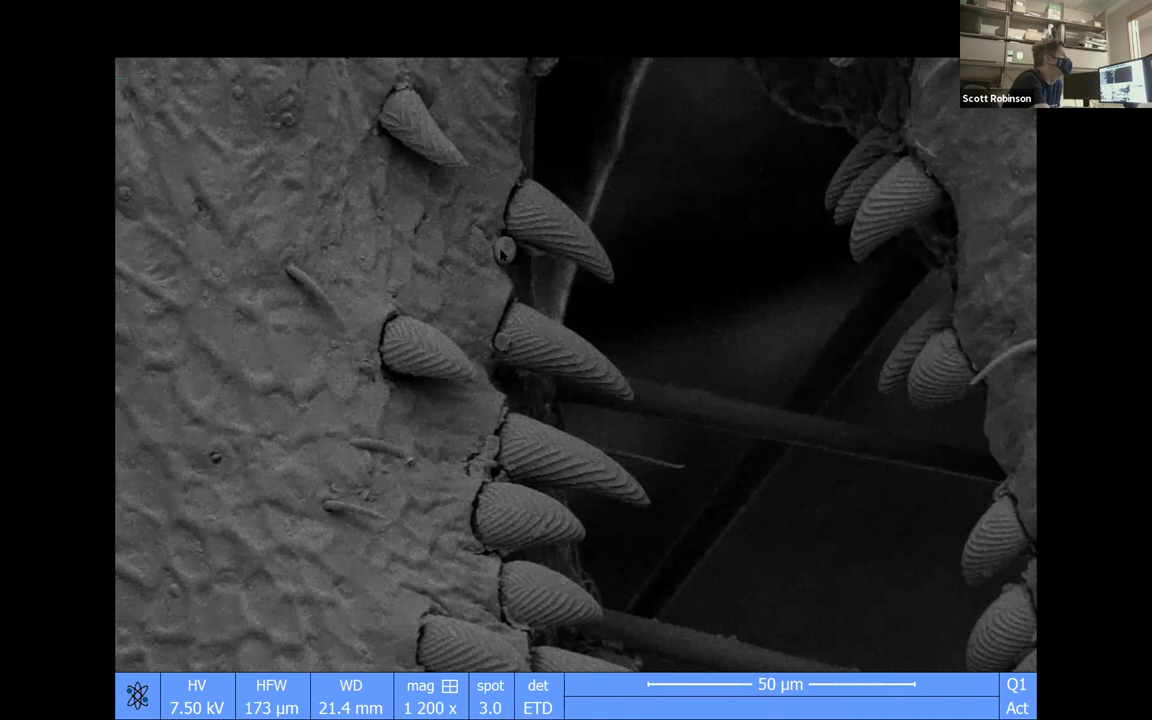 Scott Robinson
HV HFW WD mag spot det 50 µm Q1
7.50 kV 173 µm 21.4 mm 1 200 x 3.0 ETD Act